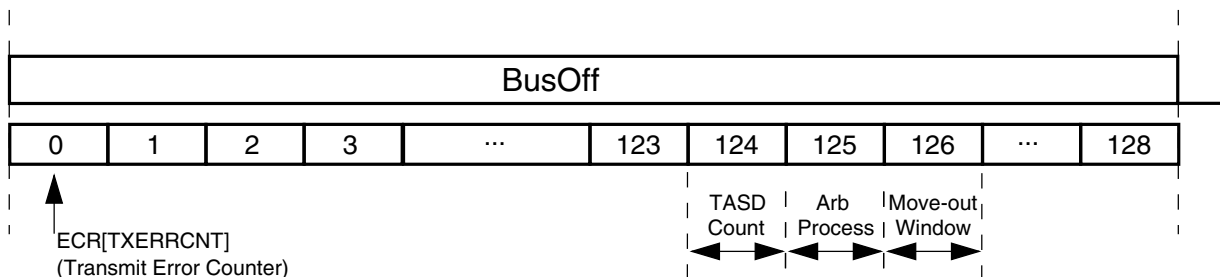 BusOff
0 1 2 3 ... 123 124 125 126 ... 128
TASD Arb Move-out
Count Process Window
ECR[TXERRCNT]
(Transmit Error Counter)